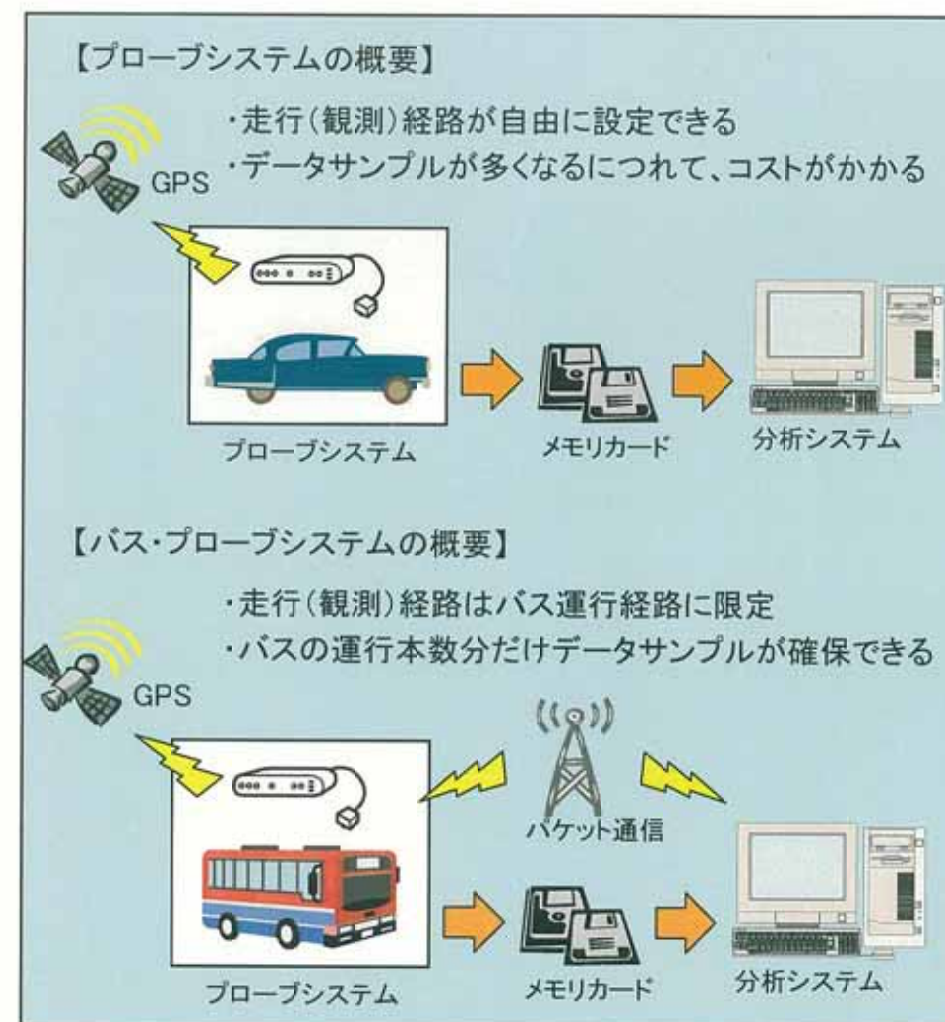 【プローブシステムの概要】
・走行(観測)経路が自由に設定できる
・データサンプルが多くなるにつれて、コストがかかる
GPS
プローブシステム
メモリカード
分析システム
【バス・プローブシステムの概要】
・走行(観測)経路はバス運行経路に限定
・バスの運行本数分だけデータサンプルが確保できる
GPS
パケット通信
プローブシステム
メモリカード
分析システム